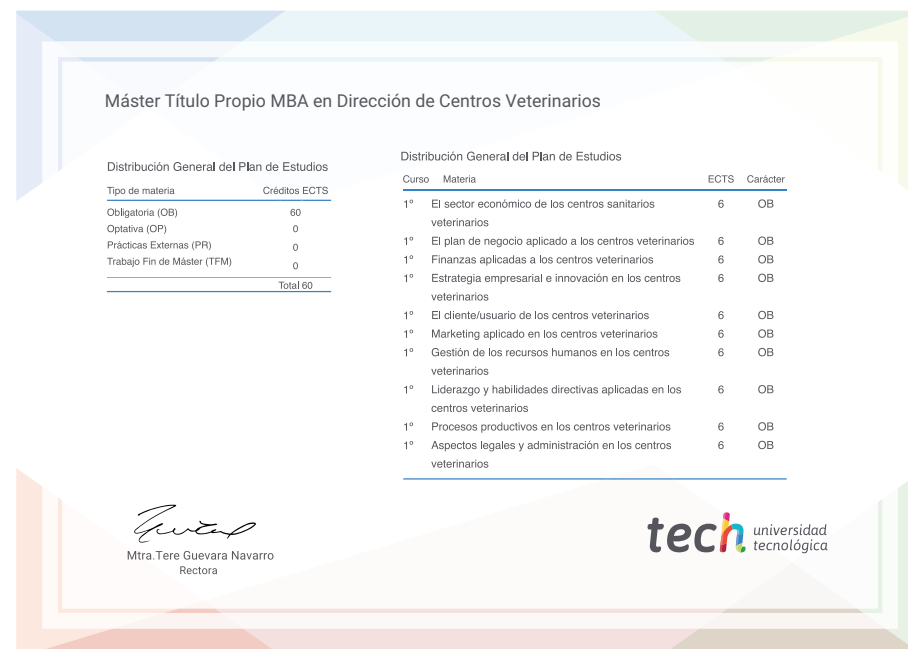 Máster Título Propio MBA en Dirección de Centros Veterinarios
Distribución General del Plan de Estudios
Tipo de materia Créditos ECTS
Obligatoria (OB) 60
Optativa (OP) 0
Prácticas Externas (PR) 0
Trabajo Fin de Máster (TFM) 0
Total 60
Distribución General del Plan de Estudios
Curso Materia ECTS Carácter
1º El sector económico de los centros sanitarios 6 OB
veterinarios
1º El plan de negocio aplicado a los centros veterinarios 6 OB
1º Finanzas aplicadas a los centros veterinarios 6 OB
1º Estrategia empresarial e innovación en los centros 6 OB
veterinarios
1º El cliente/usuario de los centros veterinarios 6 OB
1º Marketing aplicado en los centros veterinarios 6 OB
1º Gestión de los recursos humanos en los centros 6 OB
veterinarios
1º Liderazgo y habilidades directivas aplicadas en los 6 OB
centros veterinarios
1º Procesos productivos en los centros veterinarios 6 OB
1º Aspectos legales y administración en los centros 6 OB
veterinarios
Mtra.Tere Guevara Navarro
Rectora
tech universidad
tecnológica